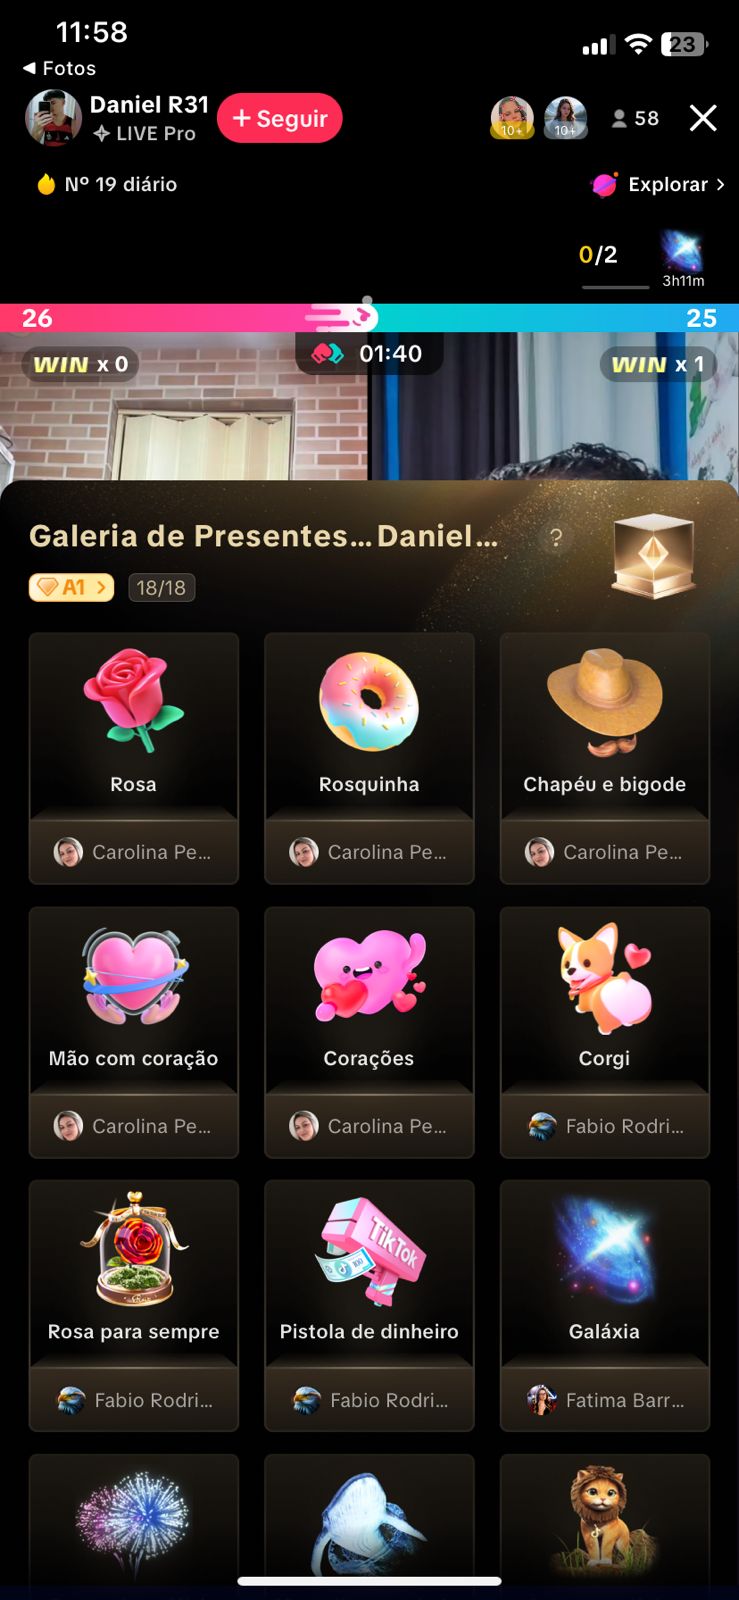 11:58
23
◀ Fotos
Daniel R31
LIVE Pro
+ Seguir
10+
10+
58
Nº 19 diário
Explorar >
0/2
3h11m
26
25
WIN x 0
01:40
WIN x 1
Galeria de Presentes... Daniel...
?
A1 >
18/18
Rosa
Rosquinha
Chapéu e bigode
Carolina Pe...
Carolina Pe...
Carolina Pe...
Mão com coração
Corações
Corgi
Carolina Pe...
Carolina Pe...
Fabio Rodri...
TikTok
100
Rosa para sempre
Pistola de dinheiro
Galáxia
Fabio Rodri...
Fabio Rodri...
Fatima Barr...